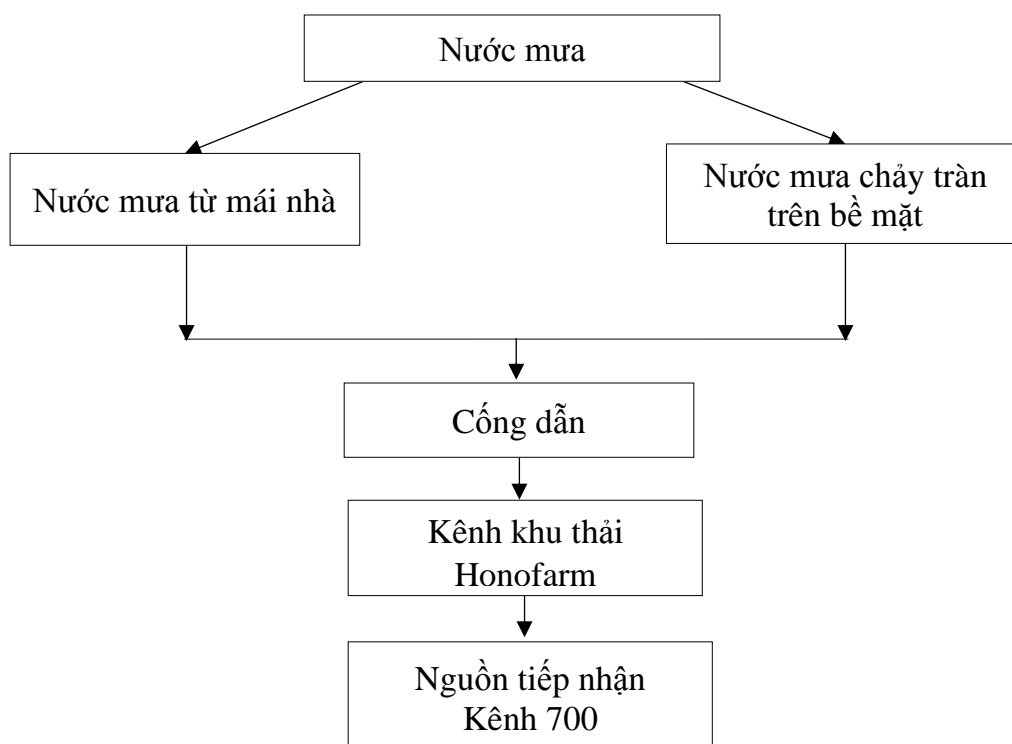 Nước mưa
Nước mưa từ mái nhà
Nước mưa chảy tràn
trên bề mặt
Cống dẫn
Kênh khu thải
Honofarm
Nguồn tiếp nhận
Kênh 700